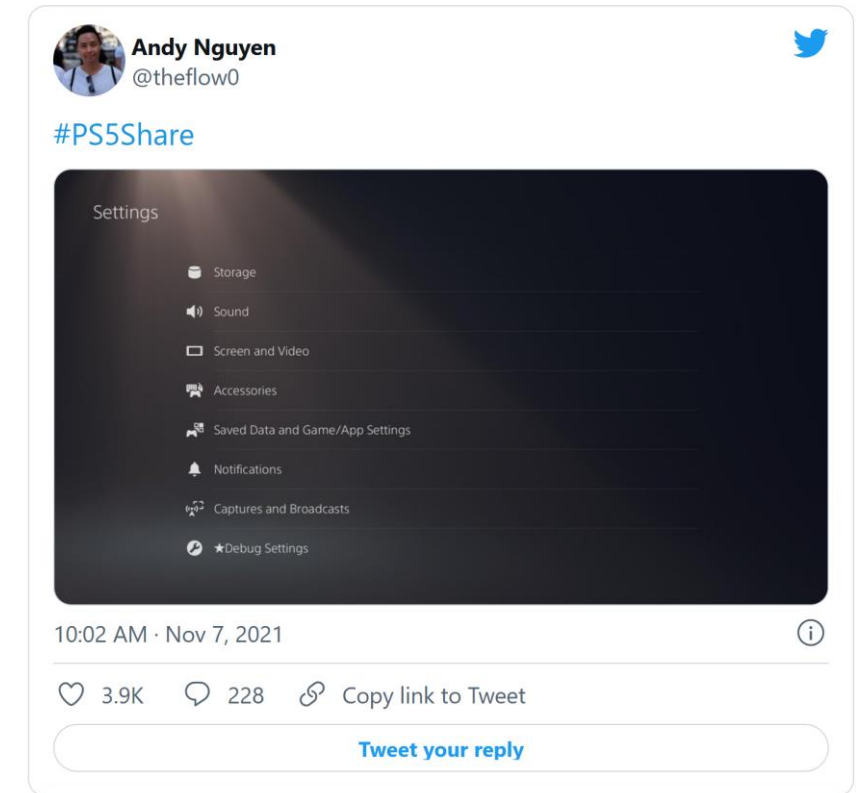 Andy Nguyen
@theflow0
#PS5Share
Settings
Storage
Sound
Screen and Video
Accessories
Saved Data and Game/App Settings
Notifications
Captures and Broadcasts
★Debug Settings
10:02 AM · Nov 7, 2021
3.9K 228 Copy link to Tweet
Tweet your reply